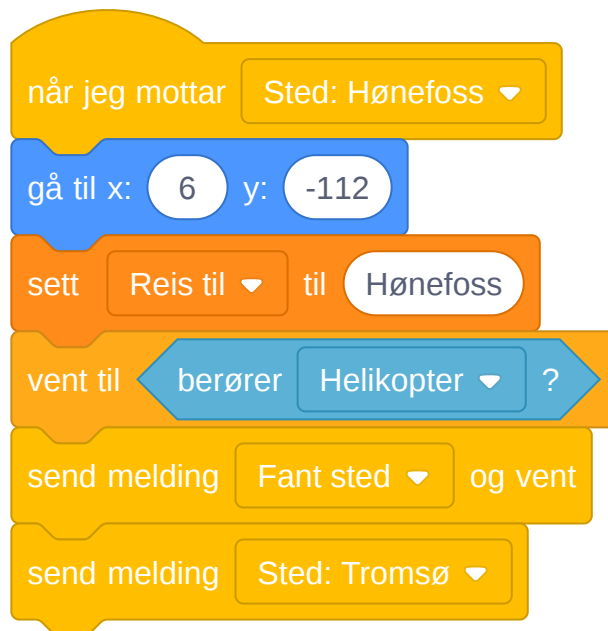 når jeg mottar Sted: Hønefoss
gå til x: 6 y: -112
sett Reis til til Hønefoss
vent til berører Helikopter ?
send melding Fant sted og vent
send melding Sted: Tromsø